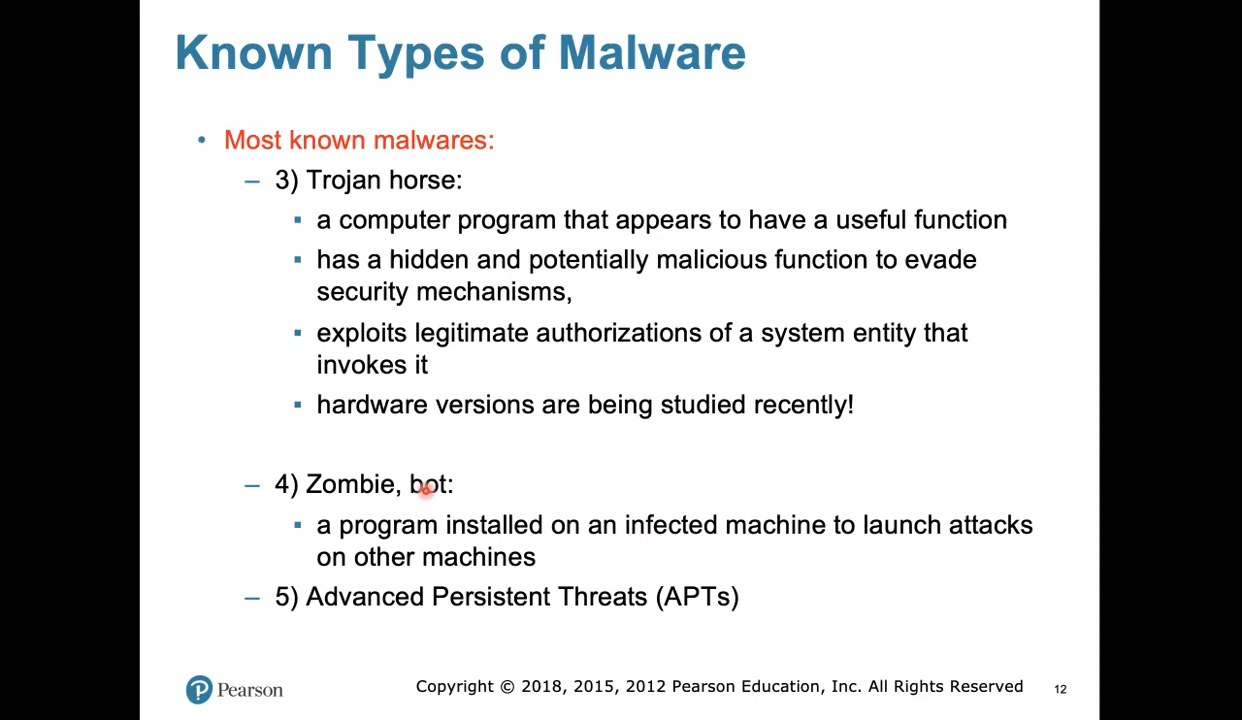 Known Types of Malware
• Most known malwares:
– 3) Trojan horse:
▪ a computer program that appears to have a useful function
▪ has a hidden and potentially malicious function to evade
security mechanisms,
▪ exploits legitimate authorizations of a system entity that
invokes it
▪ hardware versions are being studied recently!
– 4) Zombie, bot:
▪ a program installed on an infected machine to launch attacks
on other machines
– 5) Advanced Persistent Threats (APTs)
P Pearson
Copyright © 2018, 2015, 2012 Pearson Education, Inc. All Rights Reserved
12